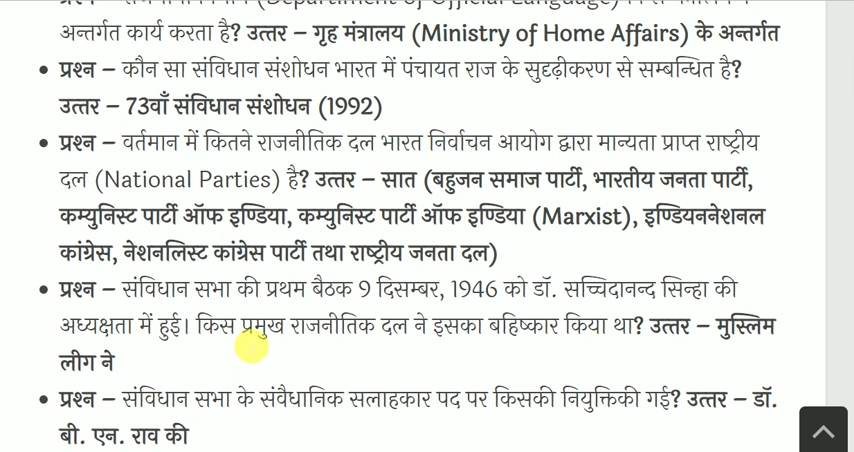 अन्तर्गत कार्य करता है? उत्तर – गृह मंत्रालय (Ministry of Home Affairs) के अन्तर्गत
प्रश्न – कौन सा संविधान संशोधन भारत में पंचायत राज के सुदृढ़ीकरण से सम्बन्धित है?
उत्तर – 73वाँ संविधान संशोधन (1992)
प्रश्न – वर्तमान में कितने राजनीतिक दल भारत निर्वाचन आयोग द्वारा मान्यता प्राप्त राष्ट्रीय
दल (National Parties) है? उत्तर – सात (बहुजन समाज पार्टी, भारतीय जनता पार्टी,
कम्युनिस्ट पार्टी ऑफ इण्डिया, कम्युनिस्ट पार्टी ऑफ इण्डिया (Marxist), इण्डियननेशनल
कांग्रेस, नेशनलिस्ट कांग्रेस पार्टी तथा राष्ट्रीय जनता दल)
प्रश्न – संविधान सभा की प्रथम बैठक 9 दिसम्बर, 1946 को डॉ. सच्चिदानन्द सिन्हा की
अध्यक्षता में हुई। किस प्रमुख राजनीतिक दल ने इसका बहिष्कार किया था? उत्तर – मुस्लिम
लीग ने
प्रश्न – संविधान सभा के संवैधानिक सलाहकार पद पर किसकी नियुक्तिकी गई? उत्तर – डॉ.
बी. एन. राव की